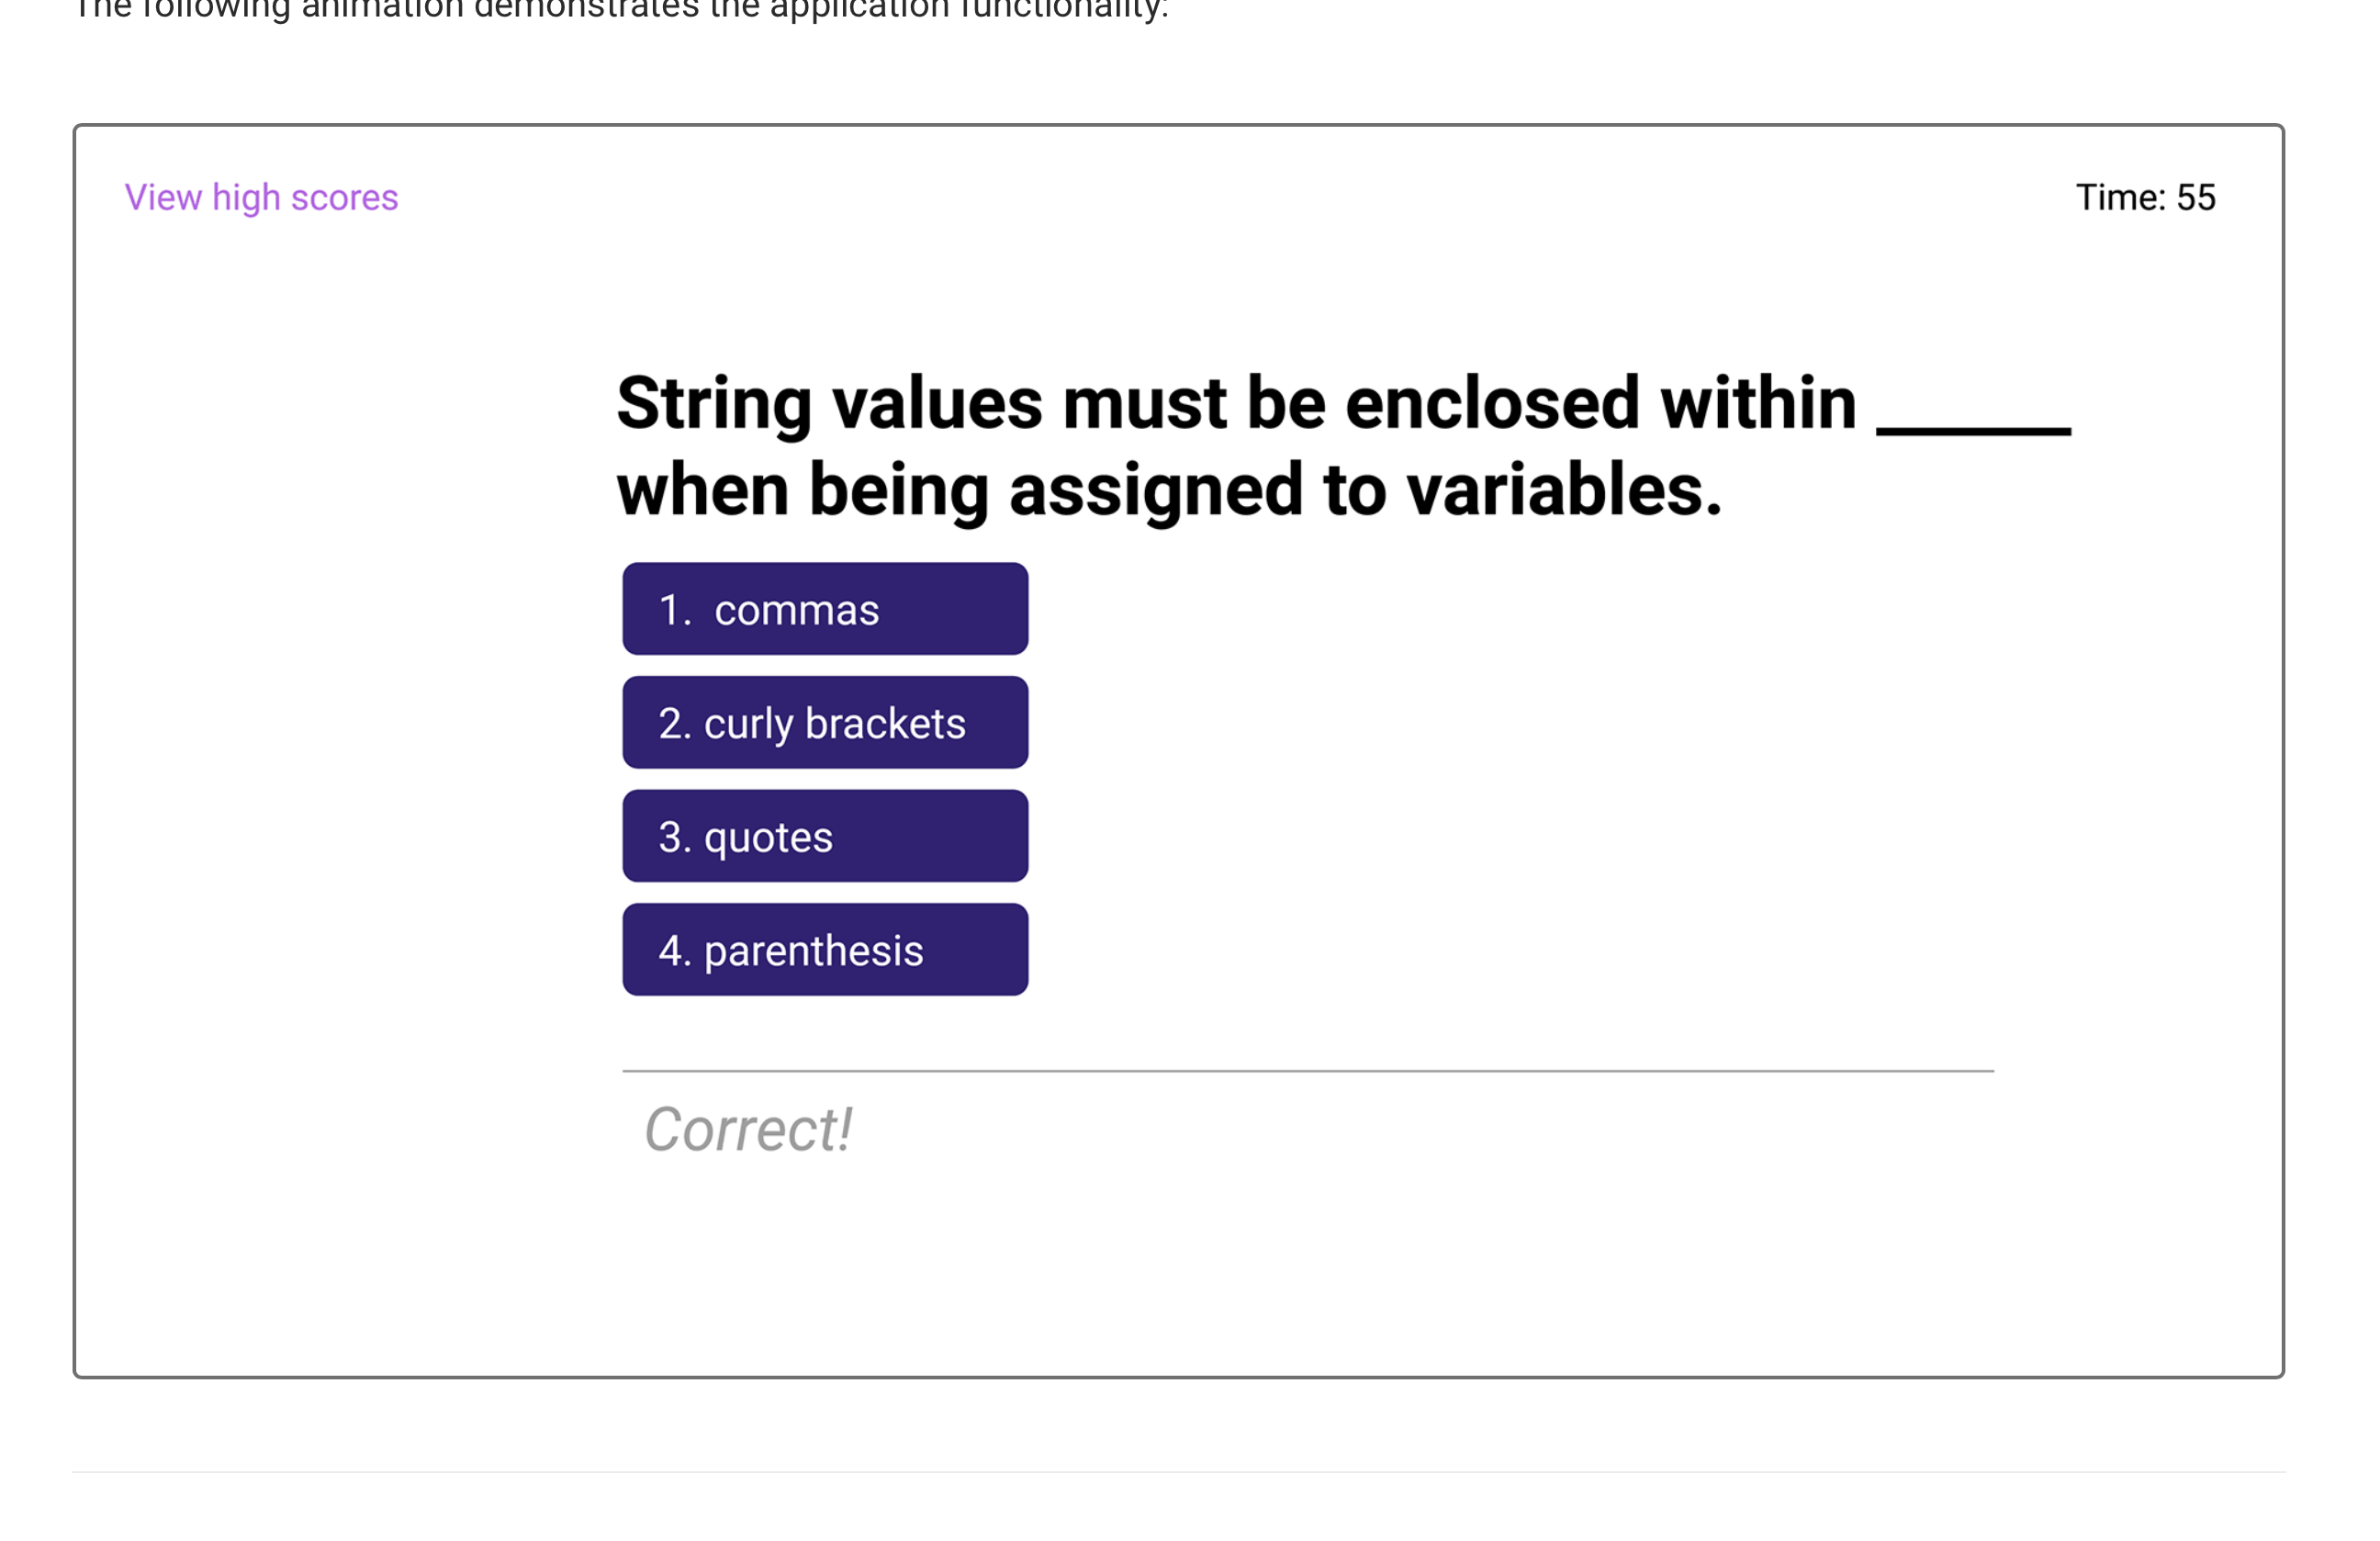 The following animation demonstrates the application functionality:
View high scores
Time: 55
String values must be enclosed within ______
when being assigned to variables.
1. commas
2. curly brackets
3. quotes
4. parenthesis
Correct!